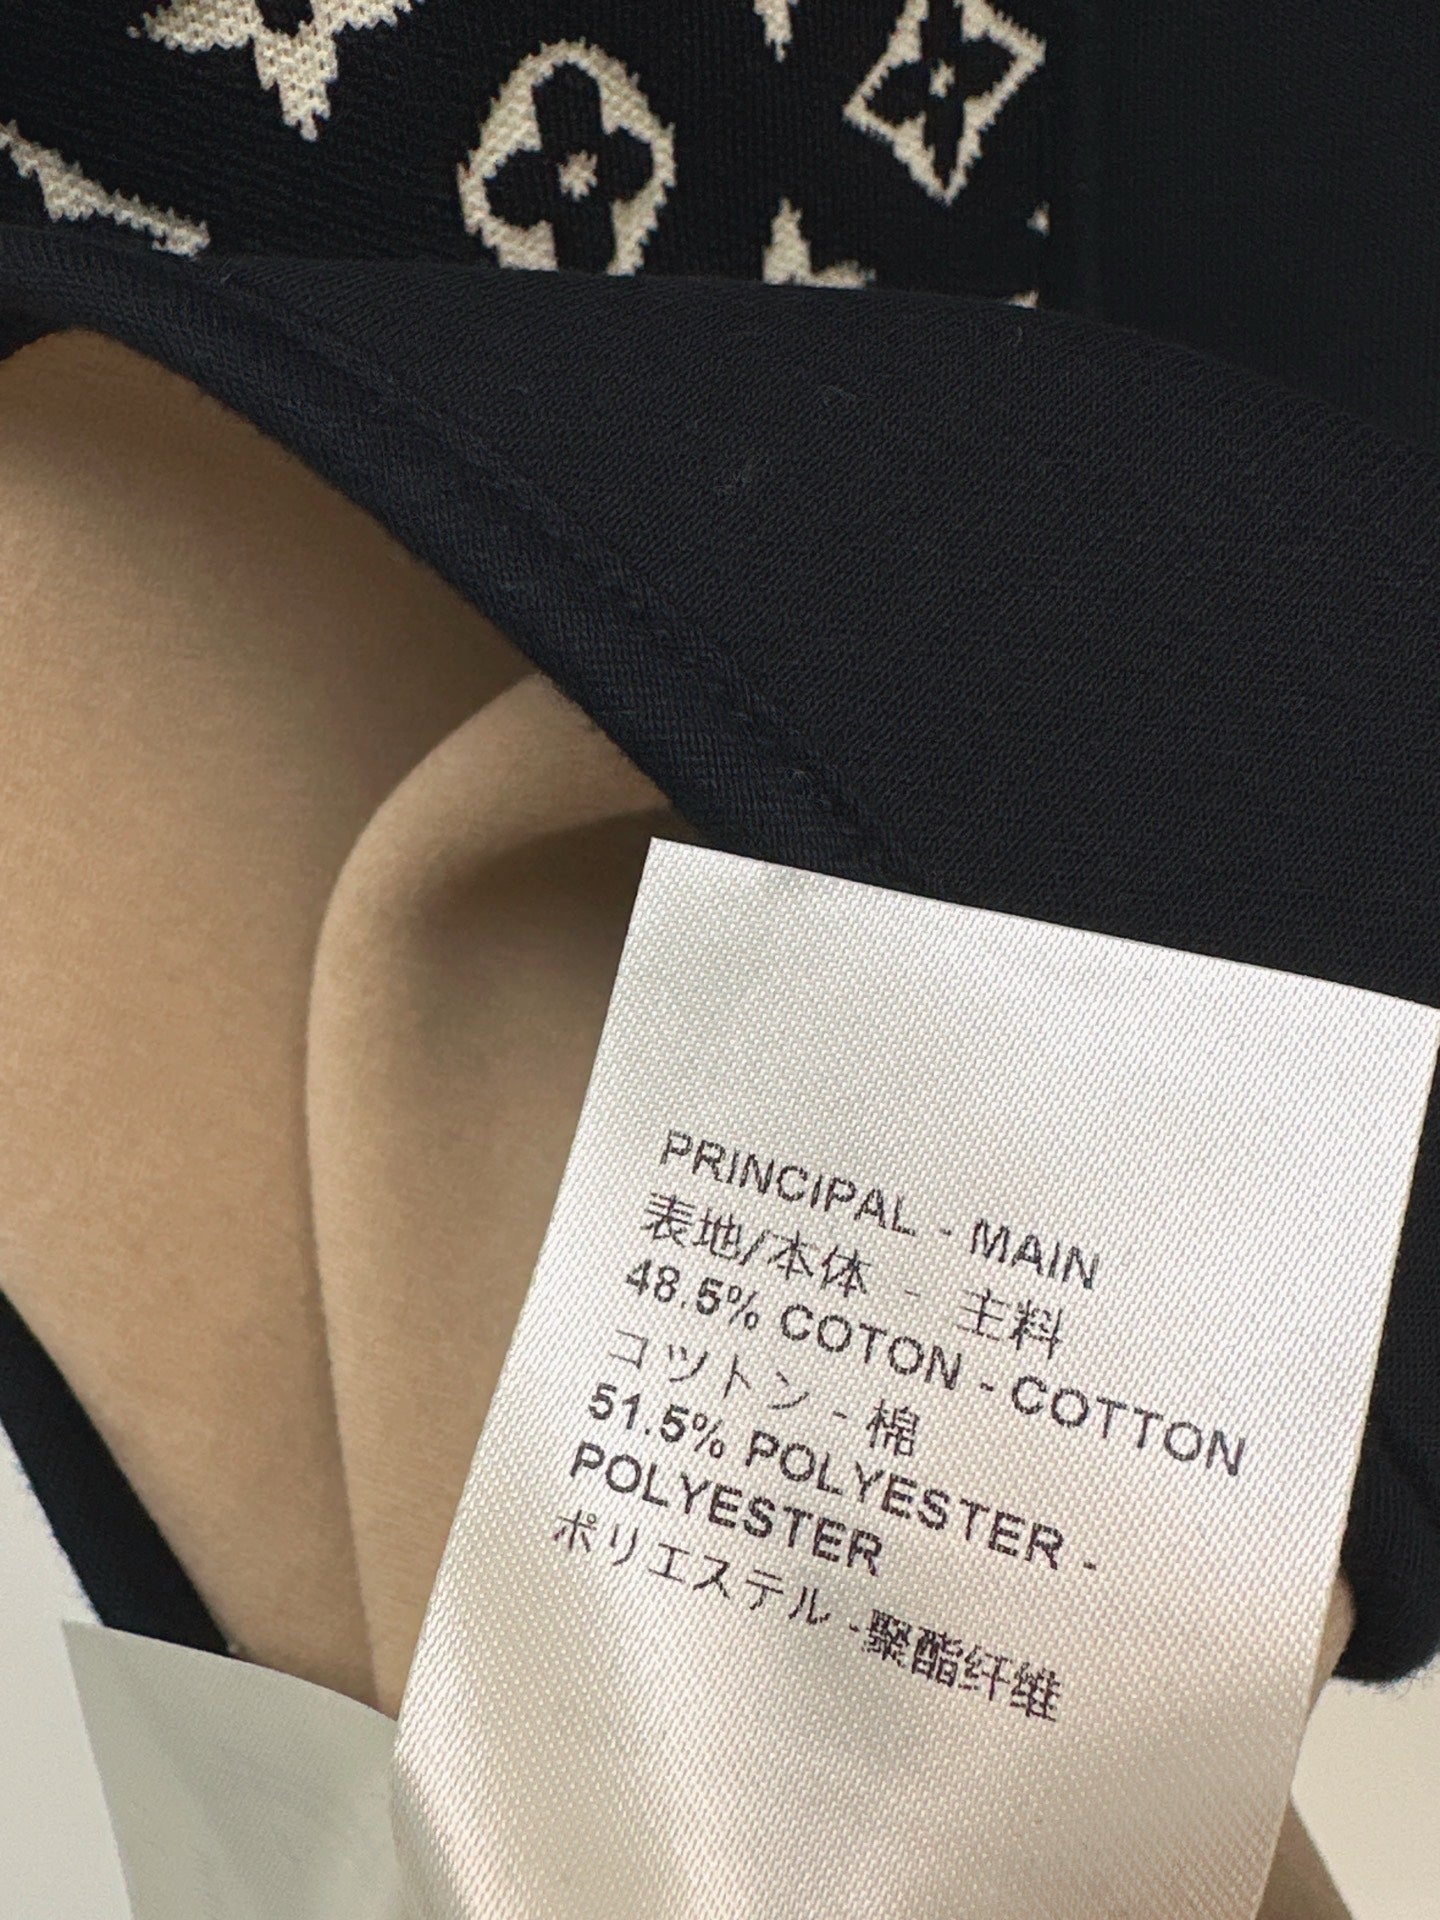 PRINCIPAL - MAIN
表地/本体 - 主料
48.5% COTON - COTTON
コツトン - 棉
51.5% POLYESTER -
POLYESTER
ポリエステル -聚酯纤维